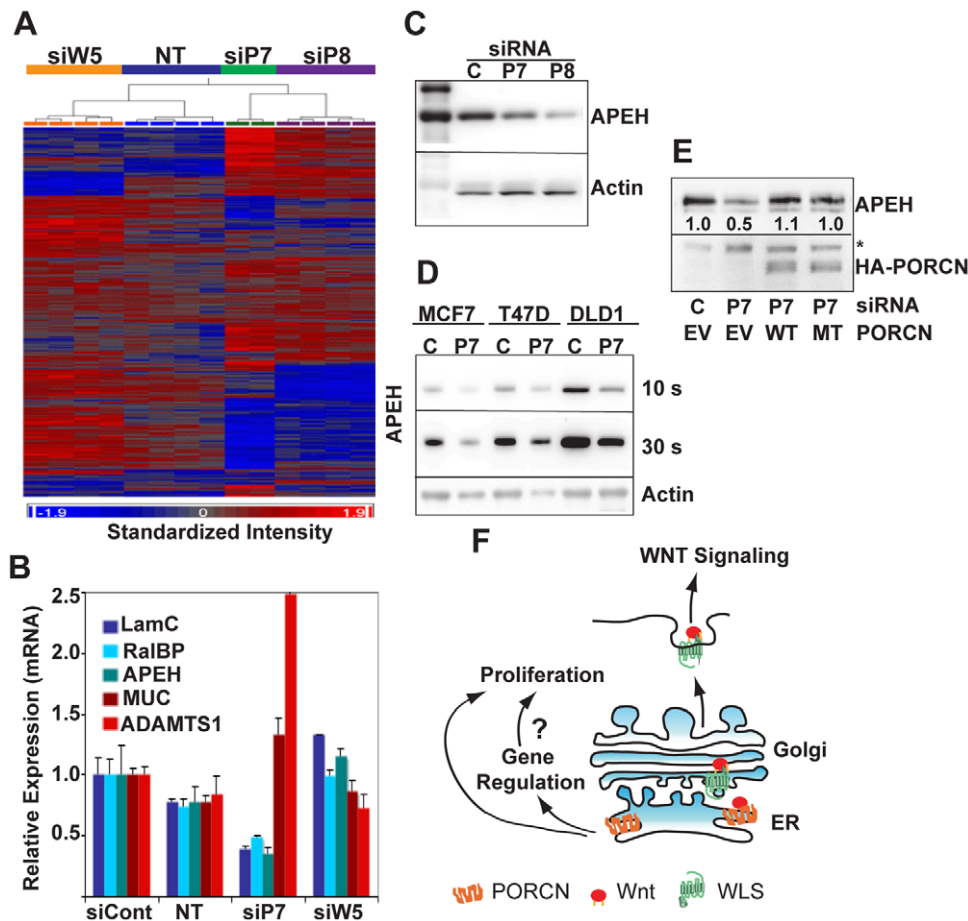 A
siW5 NT siP7 siP8
-1.9 0 1.9
Standardized Intensity
B
Relative Expression (mRNA)
2.5
2.0
1.5
1.0
0.5
LamC
RalBP
APEH
MUC
ADAMTS1
siCont NT siP7 siW5
C
siRNA
C P7 P8
APEH
Actin
D
MCF7 T47D DLD1
C P7 C P7 C P7
APEH
10 s
30 s
Actin
E
APEH
1.0 0.5 1.1 1.0
*
HA-PORCN
C P7 P7 P7 siRNA
EV EV WT MT PORCN
F
WNT Signaling
Proliferation
?
Gene
Regulation
Golgi
ER
PORCN Wnt WLS